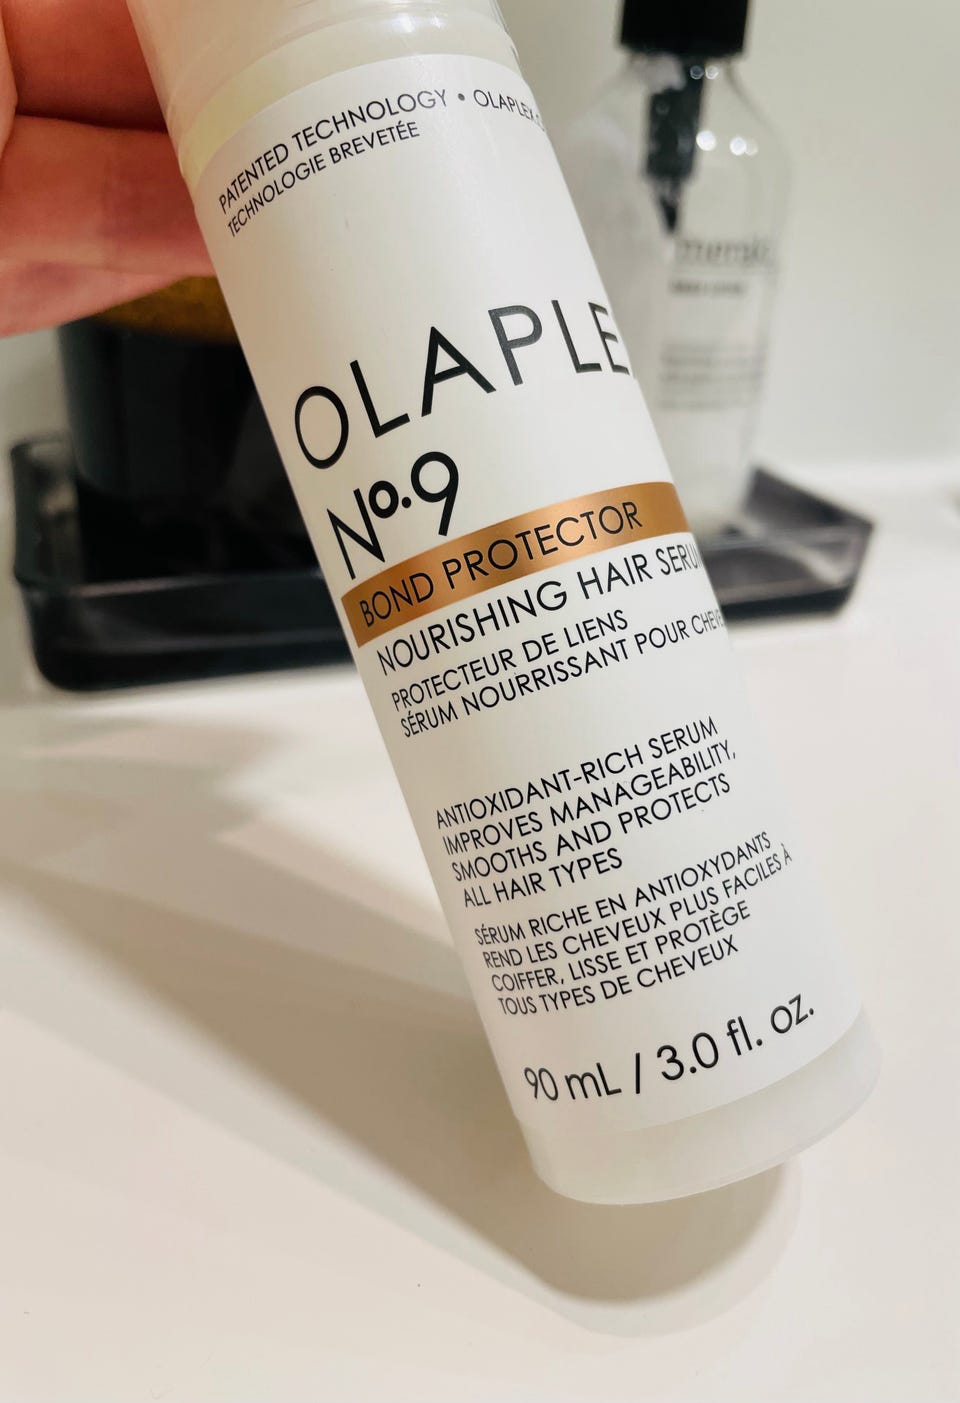 PATENTED TECHNOLOGY • OLAPLEX
TECHNOLOGIE BREVETÉE
OLAPLE
Nº.9
BOND PROTECTOR
NOURISHING HAIR SERUM
PROTECTEUR DE LIENS
SÉRUM NOURRISSANT POUR
ANTIOXIDANT-RICH SERUM
IMPROVES MANAGEABILITY,
SMOOTHS AND PROTECTS
ALL HAIR TYPES
SÉRUM RICHE EN ANTIOXYDANTS
REND LES CHEVEUX PLUS FACILES À
COIFFER, LISSE ET PROTÈGE
TOUS TYPES DE CHEVEUX
90 mL / 3.0 fl. oz.